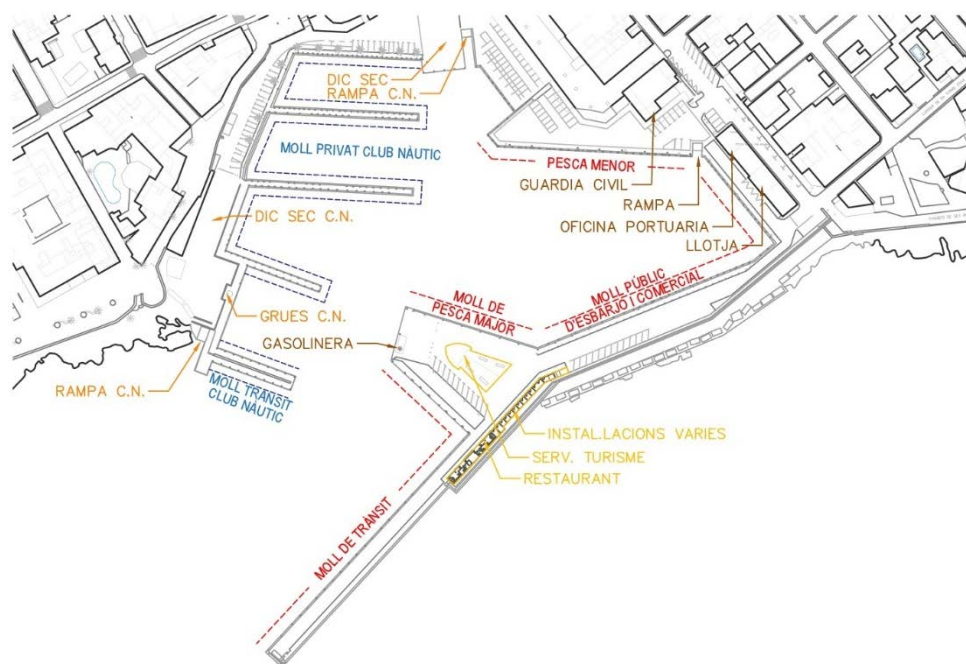 DIC SEC
RAMPA C.N.
MOLL PRIVAT CLUB NÀUTIC
PESCA MENOR
GUARDIA CIVIL
RAMPA
DIC SEC C.N.
OFICINA PORTUARIA
LLOTJA
MOLL DE
PESCA MAJOR
MOLL PÚBLIC
D'ESBARJO I COMERCIAL
GRUES C.N.
GASOLINERA
RAMPA C.N.
MOLL TRÀNSIT
CLUB NÀUTIC
INSTAL.LACIONS VARIES
SERV. TURISME
RESTAURANT
MOLL DE TRÀNSIT